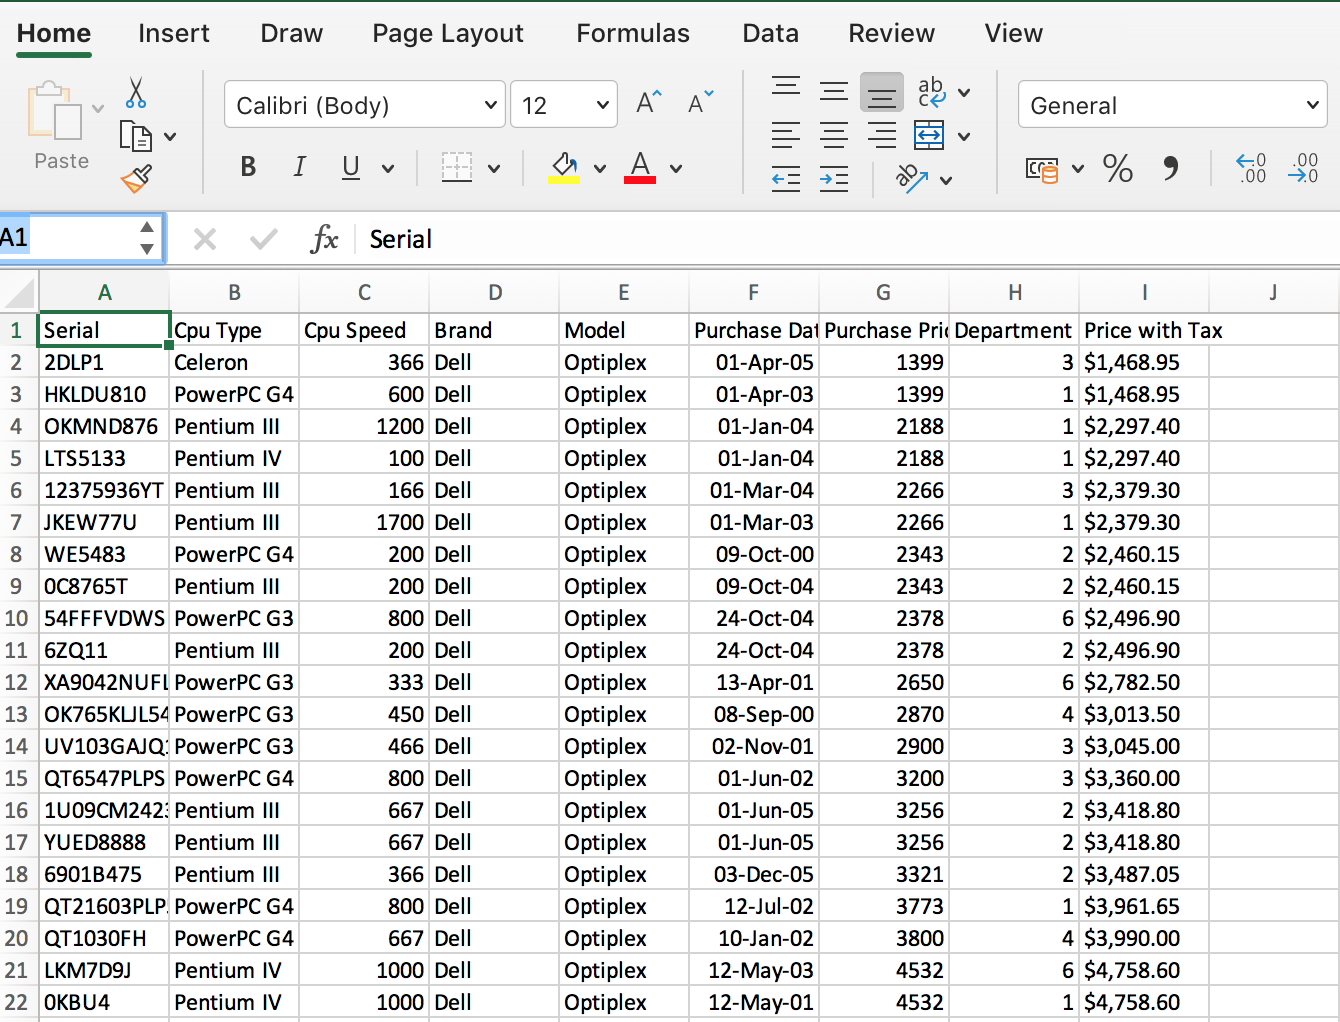 Home Insert Draw Page Layout Formulas Data Review View
Calibri (Body) 12 A A ab c General
Paste B I U A ab % , .0 .00 .00 .0
A1 fx Serial
A B C D E F G H I J
1 Serial Cpu Type Cpu Speed Brand Model Purchase Dat Purchase Pric Department Price with Tax
2 2DLP1 Celeron 366 Dell Optiplex 01-Apr-05 1399 3 $1,468.95
3 HKLDU810 PowerPC G4 600 Dell Optiplex 01-Apr-03 1399 1 $1,468.95
4 OKMND876 Pentium III 1200 Dell Optiplex 01-Jan-04 2188 1 $2,297.40
5 LTS5133 Pentium IV 100 Dell Optiplex 01-Jan-04 2188 1 $2,297.40
6 12375936YT Pentium III 166 Dell Optiplex 01-Mar-04 2266 3 $2,379.30
7 JKEW77U Pentium III 1700 Dell Optiplex 01-Mar-03 2266 1 $2,379.30
8 WE5483 PowerPC G4 200 Dell Optiplex 09-Oct-00 2343 2 $2,460.15
9 0C8765T Pentium III 200 Dell Optiplex 09-Oct-04 2343 2 $2,460.15
10 54FFFVDWS PowerPC G3 800 Dell Optiplex 24-Oct-04 2378 6 $2,496.90
11 6ZQ11 Pentium III 200 Dell Optiplex 24-Oct-04 2378 2 $2,496.90
12 XA9042NUFL PowerPC G3 333 Dell Optiplex 13-Apr-01 2650 6 $2,782.50
13 OK765KLJL54 PowerPC G3 450 Dell Optiplex 08-Sep-00 2870 4 $3,013.50
14 UV103GAJQ PowerPC G3 466 Dell Optiplex 02-Nov-01 2900 3 $3,045.00
15 QT6547PLPS PowerPC G4 800 Dell Optiplex 01-Jun-02 3200 3 $3,360.00
16 1U09CM2423 Pentium III 667 Dell Optiplex 01-Jun-05 3256 2 $3,418.80
17 YUED8888 Pentium III 667 Dell Optiplex 01-Jun-05 3256 2 $3,418.80
18 6901B475 Pentium III 366 Dell Optiplex 03-Dec-05 3321 2 $3,487.05
19 QT21603PLP PowerPC G4 800 Dell Optiplex 12-Jul-02 3773 1 $3,961.65
20 QT1030FH PowerPC G4 667 Dell Optiplex 10-Jan-02 3800 4 $3,990.00
21 LKM7D9J Pentium IV 1000 Dell Optiplex 12-May-03 4532 6 $4,758.60
22 0KBU4 Pentium IV 1000 Dell Optiplex 12-May-01 4532 1 $4,758.60